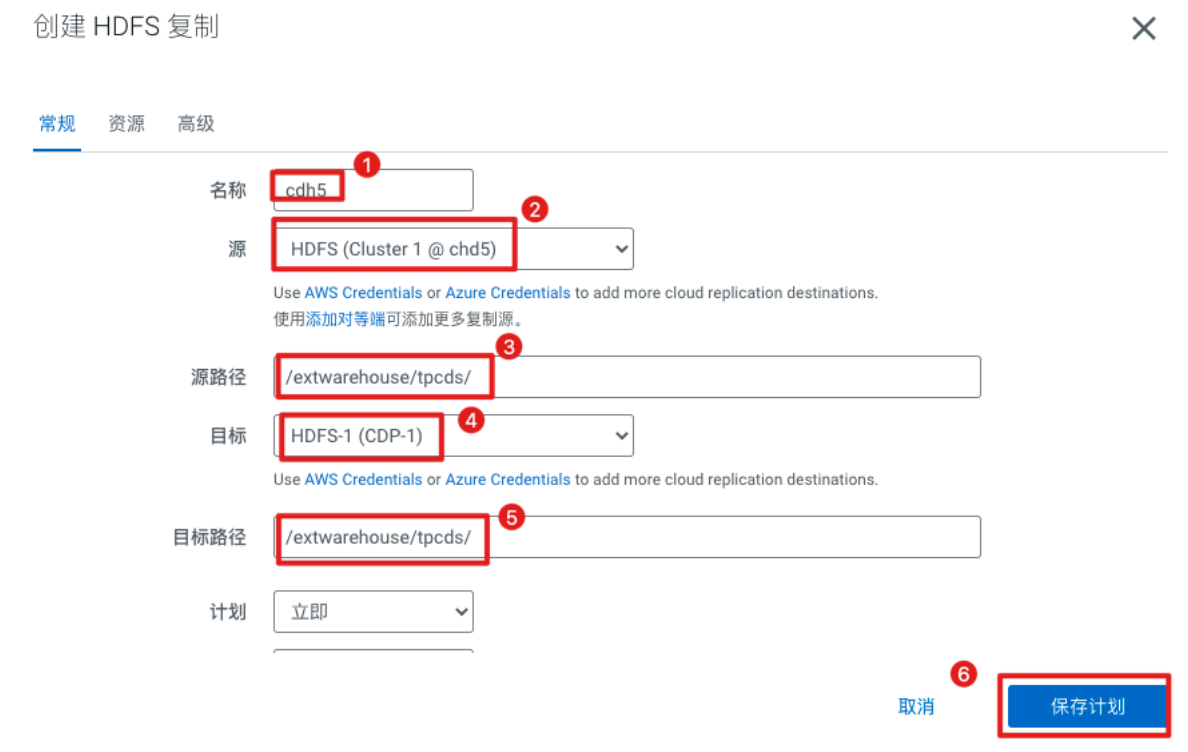 创建 HDFS 复制
常规 资源 高级
1
名称 cdh5
2
源 HDFS (Cluster 1 @ chd5)
Use AWS Credentials or Azure Credentials to add more cloud replication destinations.
使用添加对等端可添加更多复制源。
3
源路径 /extwarehouse/tpcds/
4
目标 HDFS-1 (CDP-1)
Use AWS Credentials or Azure Credentials to add more cloud replication destinations.
5
目标路径 /extwarehouse/tpcds/
计划 立即
6
取消 保存计划